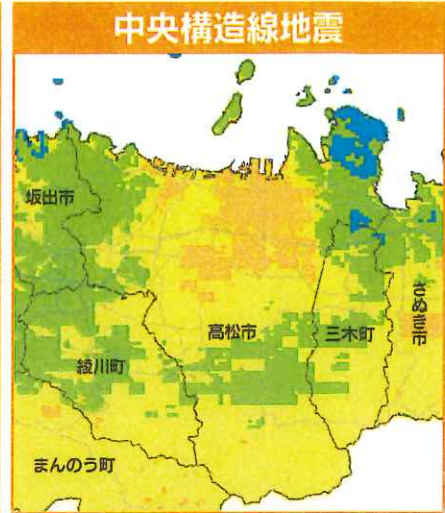 中央構造線地震
坂出市
高松市
三木町
さぬき市
綾川町
まんのう町